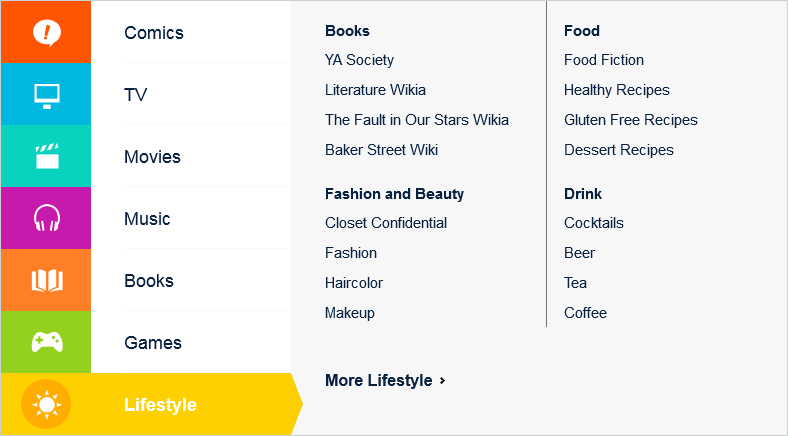 Comics
TV
Movies
Music
Books
Games
Lifestyle
Books
YA Society
Literature Wikia
The Fault in Our Stars Wikia
Baker Street Wiki
Fashion and Beauty
Closet Confidential
Fashion
Haircolor
Makeup
Food
Food Fiction
Healthy Recipes
Gluten Free Recipes
Dessert Recipes
Drink
Cocktails
Beer
Tea
Coffee
More Lifestyle ›